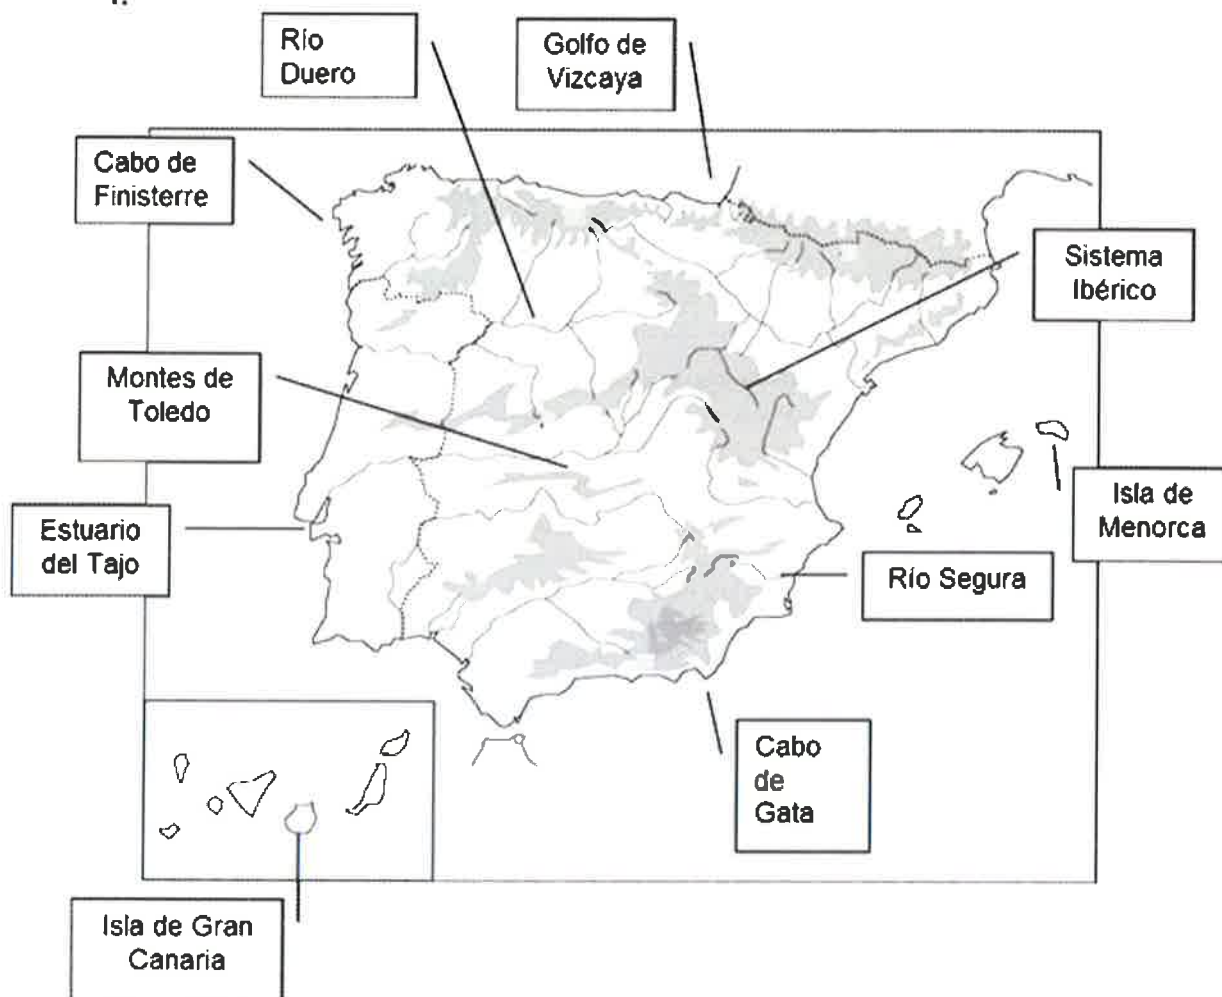 Río
Duero
Golfo de
Vizcaya
Cabo de
Finisterre
Sistema
Ibérico
Montes de
Toledo
Isla de
Menorca
Estuario
del Tajo
Río Segura
Cabo
de
Gata
Isla de Gran
Canaria